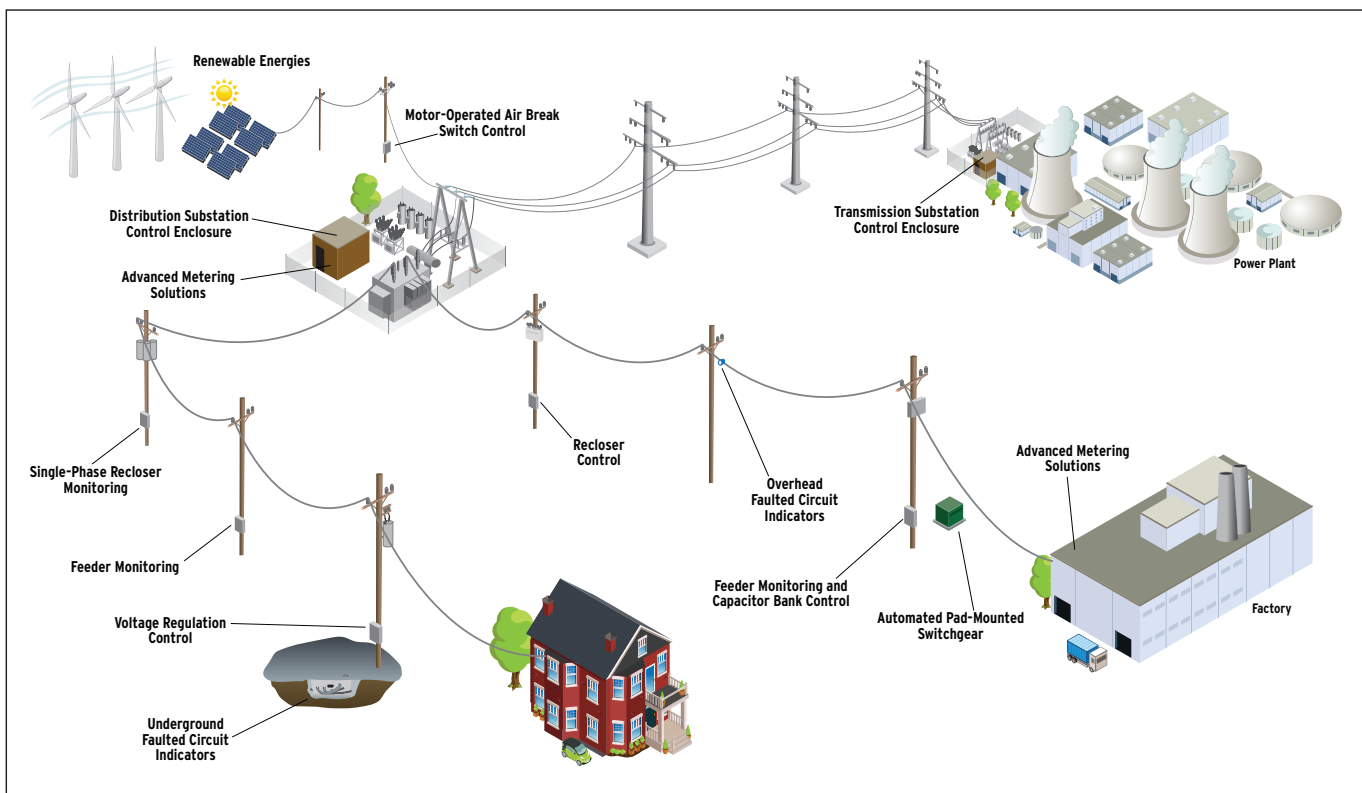 Renewable Energies
Motor-Operated Air Break
Switch Control
Distribution Substation
Control Enclosure
Transmission Substation
Control Enclosure
Advanced Metering
Solutions
Power Plant
Single-Phase Recloser
Monitoring
Recloser
Control
Overhead
Faulted Circuit
Indicators
Advanced Metering
Solutions
Feeder Monitoring
Feeder Monitoring and
Capacitor Bank Control
Automated Pad-Mounted
Switchgear
Factory
Voltage Regulation
Control
Underground
Faulted Circuit
Indicators